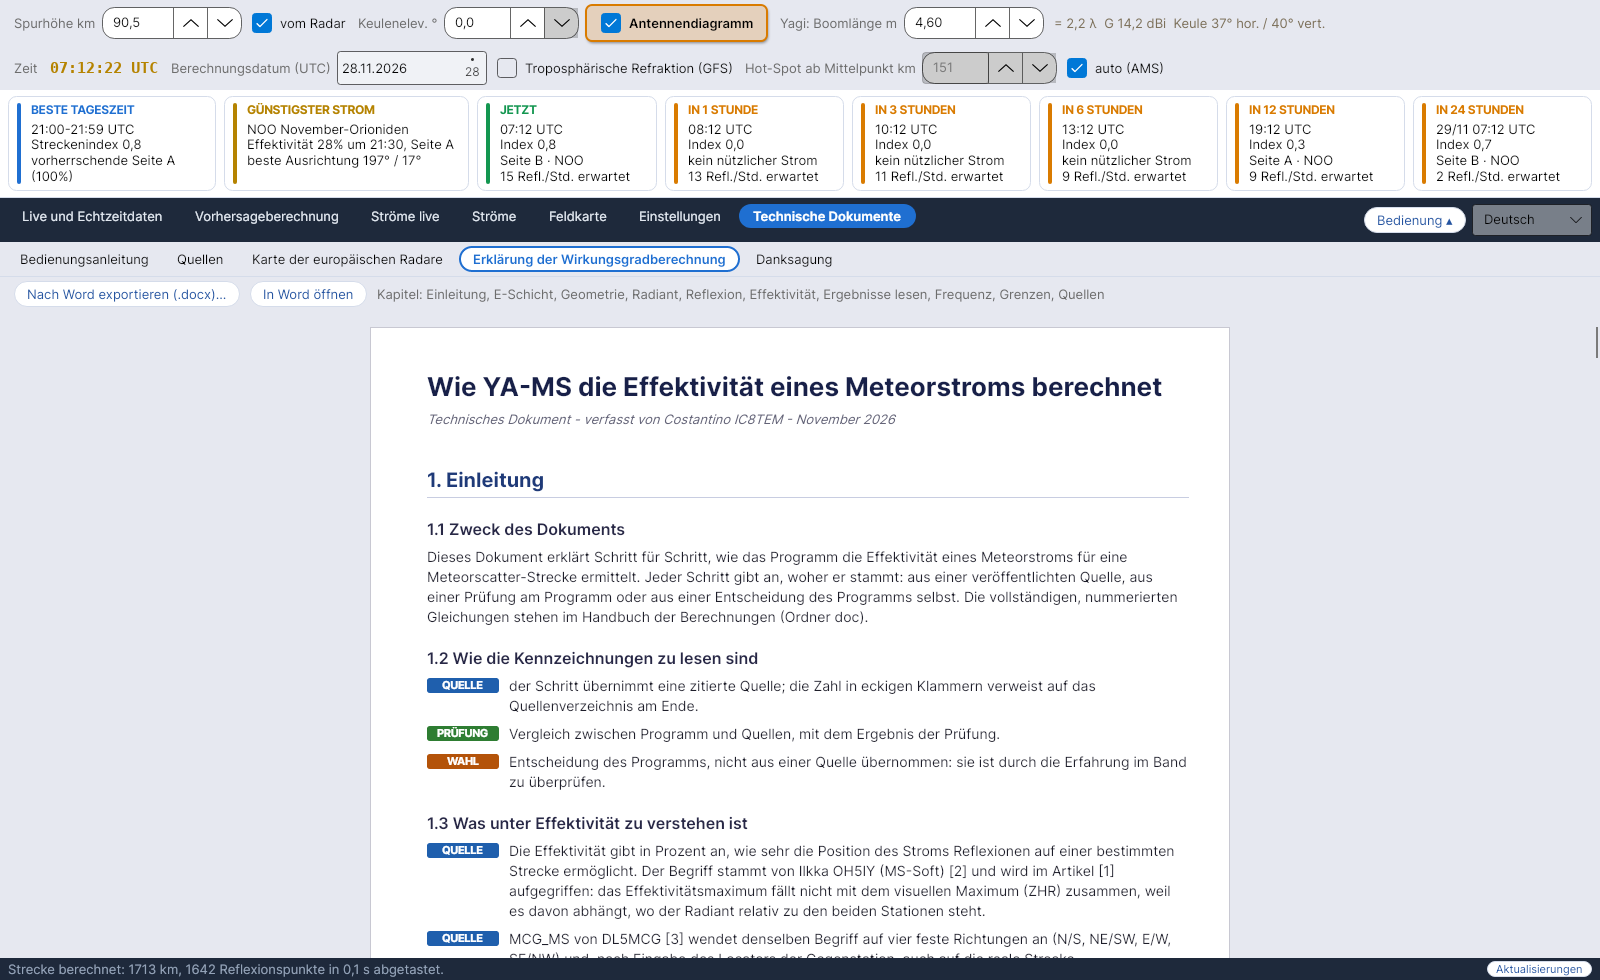 Spurhöhe km 90,5 vom Radar Keulenelev. ° 0,0 Antennendiagramm Yagi: Boomlänge m 4,60 = 2,2 λ G 14,2 dBi Keule 37° hor. / 40° vert.
Zeit 07:12:22 UTC Berechnungsdatum (UTC) 28.11.2026 28 Troposphärische Refraktion (GFS) Hot-Spot ab Mittelpunkt km 151 auto (AMS)
BESTE TAGESZEIT
21:00-21:59 UTC
Streckenindex 0,8
vorherrschende Seite A
(100%)
GÜNSTIGSTER STROM
NOO November-Orioniden
Effektivität 28% um 21:30, Seite A
beste Ausrichtung 197° / 17°
JETZT
07:12 UTC
Index 0,8
Seite B · NOO
15 Refl./Std. erwartet
IN 1 STUNDE
08:12 UTC
Index 0,0
kein nützlicher Strom
13 Refl./Std. erwartet
IN 3 STUNDEN
10:12 UTC
Index 0,0
kein nützlicher Strom
11 Refl./Std. erwartet
IN 6 STUNDEN
13:12 UTC
Index 0,0
kein nützlicher Strom
9 Refl./Std. erwartet
IN 12 STUNDEN
19:12 UTC
Index 0,3
Seite A · NOO
9 Refl./Std. erwartet
IN 24 STUNDEN
29/11 07:12 UTC
Index 0,7
Seite B · NOO
2 Refl./Std. erwartet
Live und Echtzeitdaten Vorhersageberechnung Ströme live Ströme Feldkarte Einstellungen Technische Dokumente Bedienung ▴ Deutsch
Bedienungsanleitung Quellen Karte der europäischen Radare Erklärung der Wirkungsgradberechnung Danksagung
Nach Word exportieren (.docx)... In Word öffnen Kapitel: Einleitung, E-Schicht, Geometrie, Radiant, Reflexion, Effektivität, Ergebnisse lesen, Frequenz, Grenzen, Quellen
Wie YA-MS die Effektivität eines Meteorstroms berechnet
Technisches Dokument - verfasst von Costantino IC8TEM - November 2026
1. Einleitung
1.1 Zweck des Dokuments
Dieses Dokument erklärt Schritt für Schritt, wie das Programm die Effektivität eines Meteorstroms für eine
Meteorscatter-Strecke ermittelt. Jeder Schritt gibt an, woher er stammt: aus einer veröffentlichten Quelle, aus
einer Prüfung am Programm oder aus einer Entscheidung des Programms selbst. Die vollständigen, nummerierten
Gleichungen stehen im Handbuch der Berechnungen (Ordner doc).
1.2 Wie die Kennzeichnungen zu lesen sind
QUELLE der Schritt übernimmt eine zitierte Quelle; die Zahl in eckigen Klammern verweist auf das
Quellenverzeichnis am Ende.
PRÜFUNG Vergleich zwischen Programm und Quellen, mit dem Ergebnis der Prüfung.
WAHL Entscheidung des Programms, nicht aus einer Quelle übernommen: sie ist durch die Erfahrung im Band
zu überprüfen.
1.3 Was unter Effektivität zu verstehen ist
QUELLE Die Effektivität gibt in Prozent an, wie sehr die Position des Stroms Reflexionen auf einer bestimmten
Strecke ermöglicht. Der Begriff stammt von Ilkka OH5IY (MS-Soft) [2] und wird im Artikel [1]
aufgegriffen: das Effektivitätsmaximum fällt nicht mit dem visuellen Maximum (ZHR) zusammen, weil
es davon abhängt, wo der Radiant relativ zu den beiden Stationen steht.
QUELLE MCG_MS von DL5MCG [3] wendet denselben Begriff auf vier feste Richtungen an (N/S, NE/SW, E/W,
SE/NW) und, nach Eingabe des Locators der Gegenstation, auch auf die reale Strecke.
Strecke berechnet: 1713 km, 1642 Reflexionspunkte in 0,1 s abgetastet. Aktualisierungen